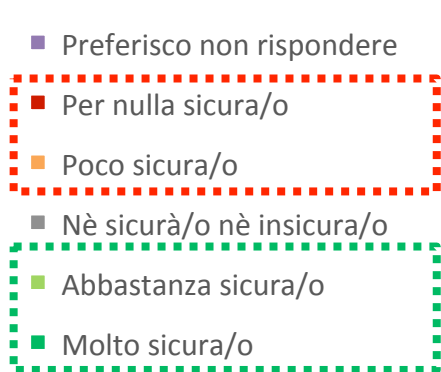 Preferisco non rispondere
Per nulla sicura/o
Poco sicura/o
Nè sicurà/o nè insicura/o
Abbastanza sicura/o
Molto sicura/o